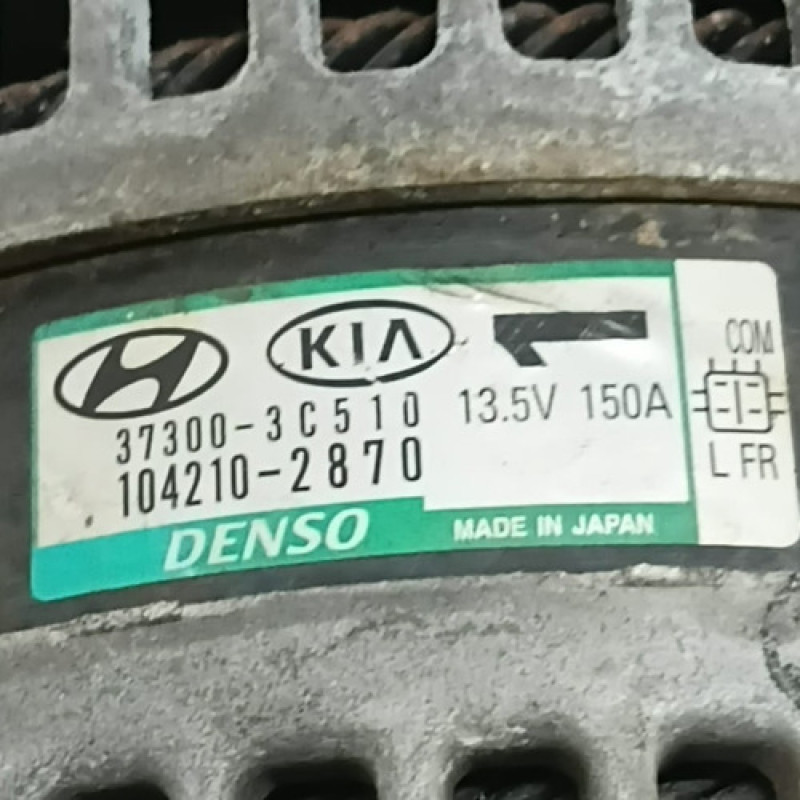 KIA
37300-3C510
13.5V 150A
104210-2870
DENSO
MADE IN JAPAN
COM
L FR